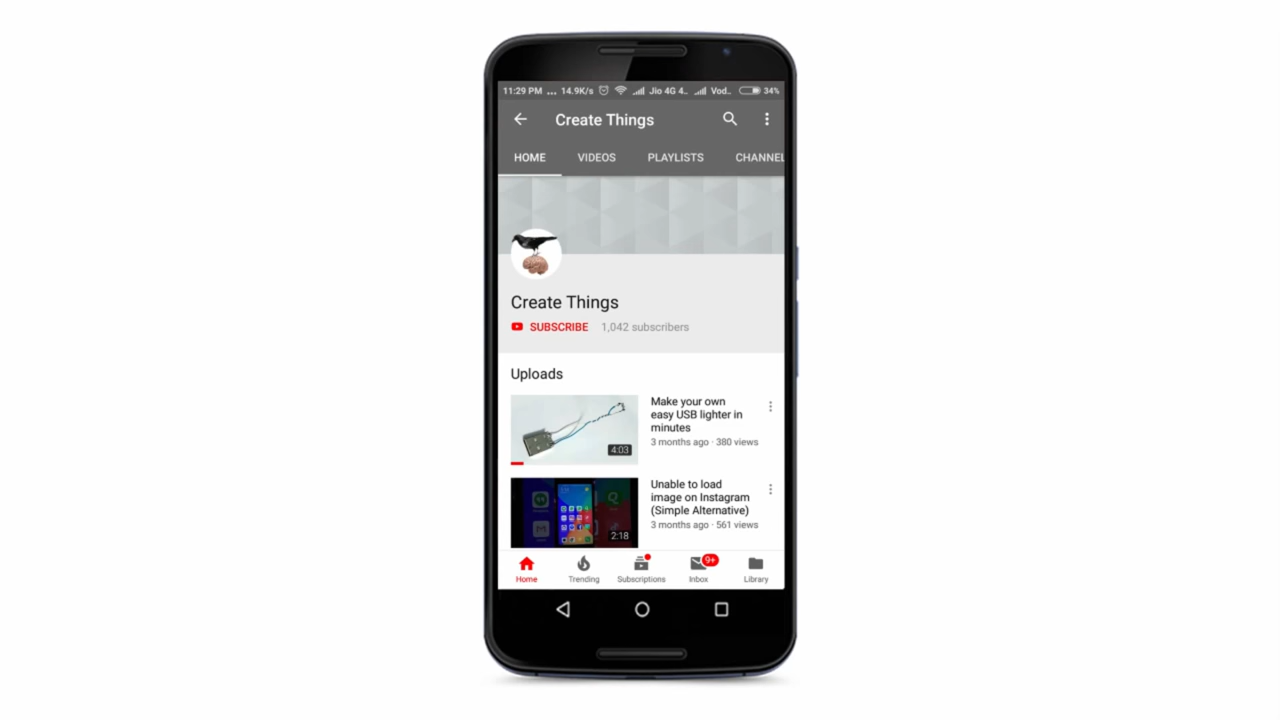 11:29 PM ... 14.9K/s Jio 4G 4.. Vod.. 34%
Create Things
HOME VIDEOS PLAYLISTS CHANNEL
Create Things
SUBSCRIBE 1,042 subscribers
Uploads
Make your own
easy USB lighter in
minutes
3 months ago · 380 views
4:03
Unable to load
image on Instagram
(Simple Alternative)
3 months ago · 561 views
2:18
9+
Home Trending Subscriptions Inbox Library